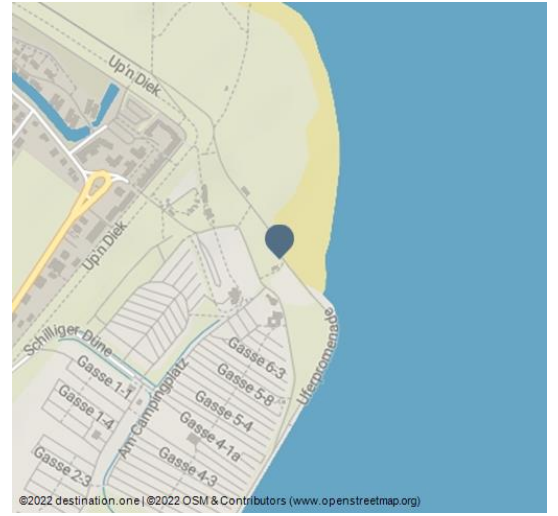 Up'n Diek
Up'n Diek
Schilliger Düne
Gasse 1-1
Gasse 1-4
Gasse 2-3
Am Campingplatz
Gasse 6-3
Gasse 5-8
Gasse 5-4
Gasse 4-1a
Gasse 4-3
Uferpromenade
©2022 destination.one | ©2022 OSM & Contributors (www.openstreetmap.org)